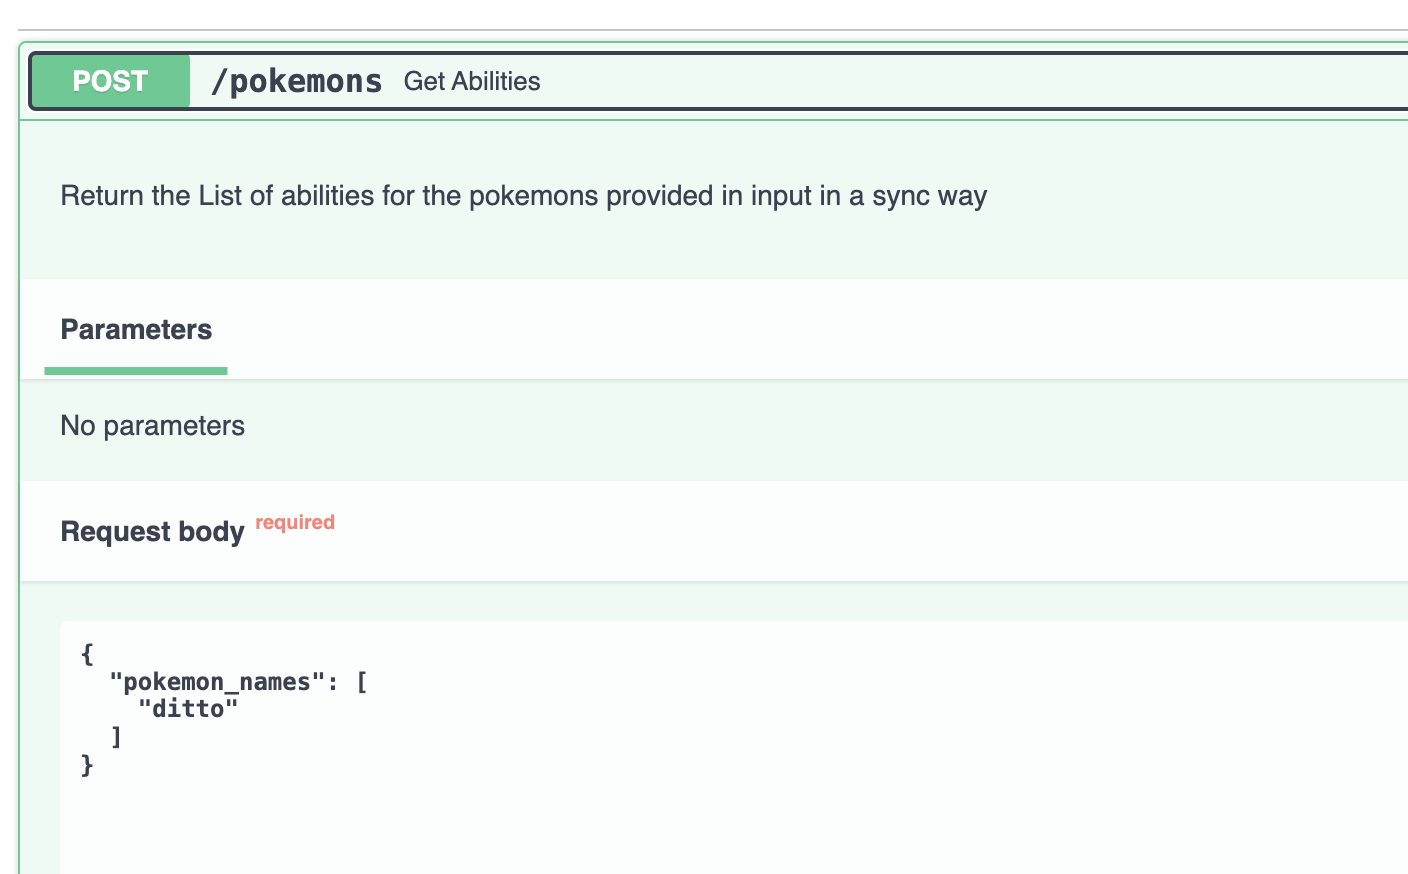 POST /pokemons Get Abilities
Return the List of abilities for the pokemons provided in input in a sync way
Parameters
No parameters
Request body required
{
  "pokemon_names": [
    "ditto"
  ]
}